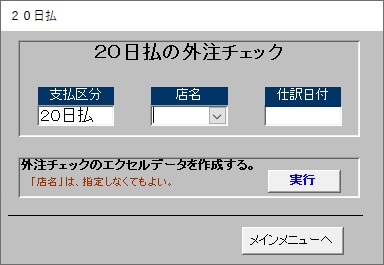 ２０日払
２０日払の外注チェック
支払区分 店名 仕訳日付
２０日払
外注チェックのエクセルデータを作成する。
「店名」は、指定しなくてもよい。
実行
メインメニューへ